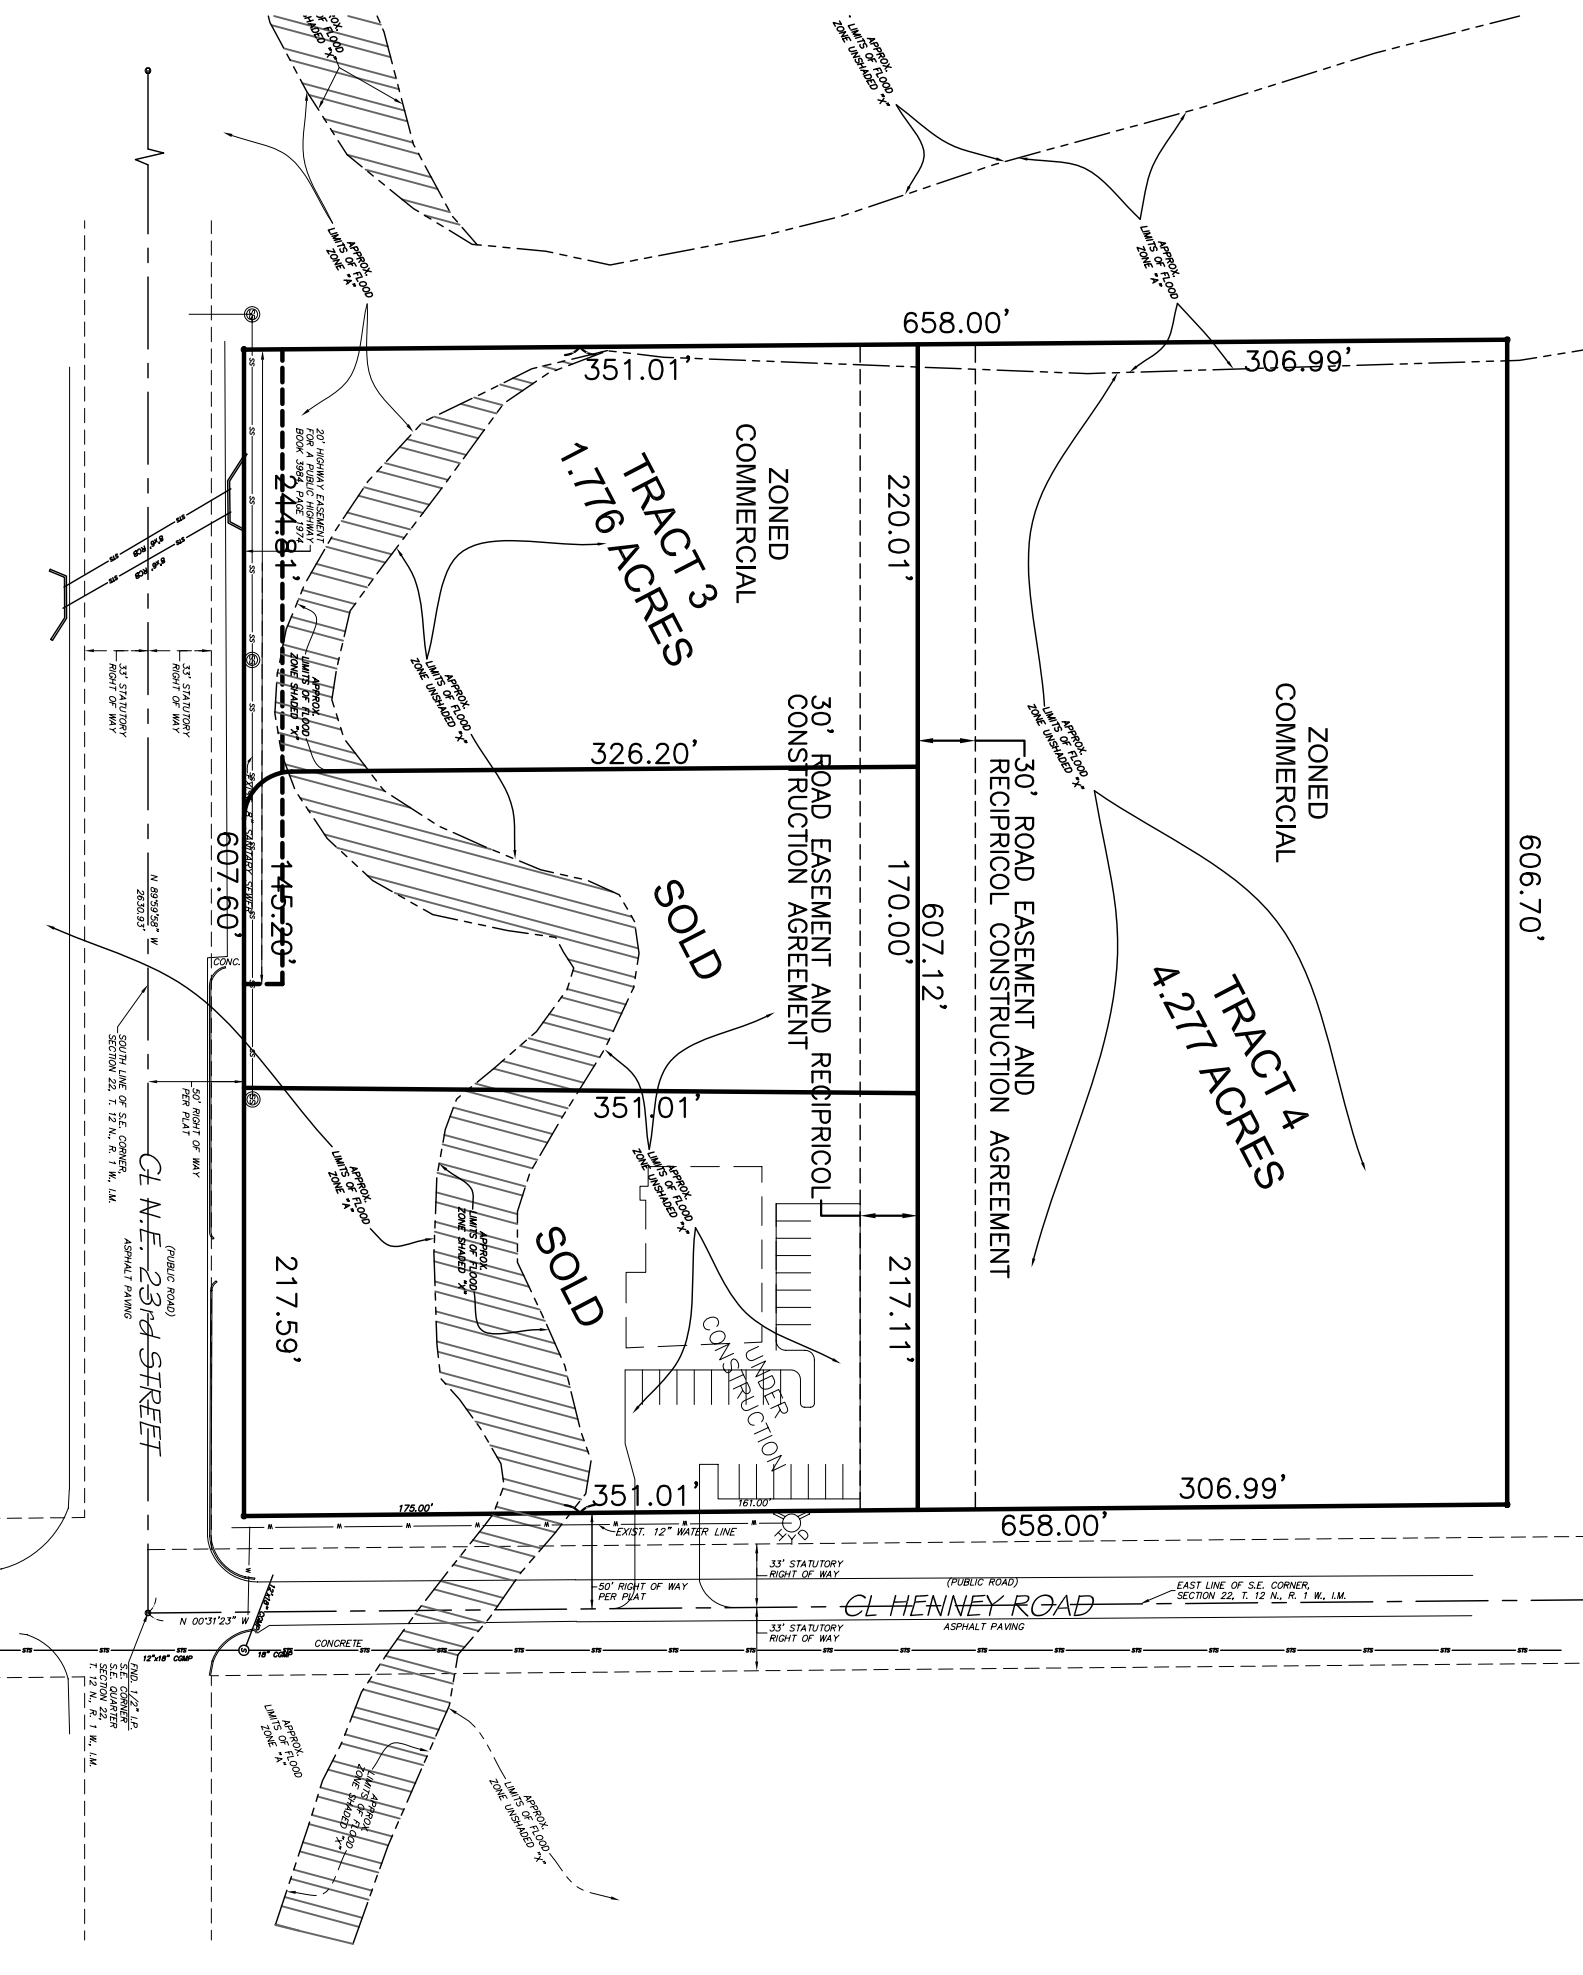 APPROX.
LIMITS OF FLOOD
ZONE UNSHADED "X"
APPROX.
LIMITS OF FLOOD
ZONE "A"
APPROX.
LIMITS OF FLOOD
ZONE "A"
658.00'
351.01'
306.99'
20' HIGHWAY EASEMENT
FOR A PUBLIC HIGHWAY
BOOK 3984, PAGE 1974
244.81'
ZONED
COMMERCIAL
TRACT 3
1.776 ACRES
220.01'
8'x6' RCB
8'x6' RCB
33' STATUTORY
RIGHT OF WAY
33' STATUTORY
RIGHT OF WAY
APPROX.
LIMITS OF FLOOD
ZONE SHADED "X"
APPROX.
LIMITS OF FLOOD
ZONE UNSHADED "X"
326.20'
30' ROAD EASEMENT AND RECIPRICOL
CONSTRUCTION AGREEMENT
30' ROAD EASEMENT AND
RECIPRICOL CONSTRUCTION AGREEMENT
APPROX.
LIMITS OF FLOOD
ZONE UNSHADED "X"
ZONED
COMMERCIAL
606.70'
TRACT 4
4.277 ACRES
607.60'
145.20'
SOLD
170.00'
607.12'
N 89°59'58" W
2630.93'
CONC.
SOUTH LINE OF S.E. CORNER,
SECTION 22, T. 12 N., R. 1 W., I.M.
50' RIGHT OF WAY
PER PLAT
351.01'
APPROX.
LIMITS OF FLOOD
ZONE "A"
APPROX.
LIMITS OF FLOOD
ZONE SHADED "X"
APPROX.
LIMITS OF FLOOD
ZONE UNSHADED "X"
CL N.E. 23rd STREET
(PUBLIC ROAD)
ASPHALT PAVING
217.59'
SOLD
UNDER
CONSTRUCTION
217.11'
175.00'
351.01'
161.00'
306.99'
658.00'
EXIST. 12" WATER LINE
HYD
50' RIGHT OF WAY
PER PLAT
33' STATUTORY
RIGHT OF WAY
33' STATUTORY
RIGHT OF WAY
(PUBLIC ROAD)
CL HENNEY ROAD
ASPHALT PAVING
EAST LINE OF S.E. CORNER,
SECTION 22, T. 12 N., R. 1 W., I.M.
N 00°31'23" W
CONCRETE
12"x18" CGMP
FND. 1/2" I.P.
S.E. CORNER
S.E. QUARTER
SECTION 22,
T. 12 N., R. 1 W., I.M.
APPROX.
LIMITS OF FLOOD
ZONE "A"
APPROX.
LIMITS OF FLOOD
ZONE SHADED "X"
APPROX.
LIMITS OF FLOOD
ZONE UNSHADED "X"